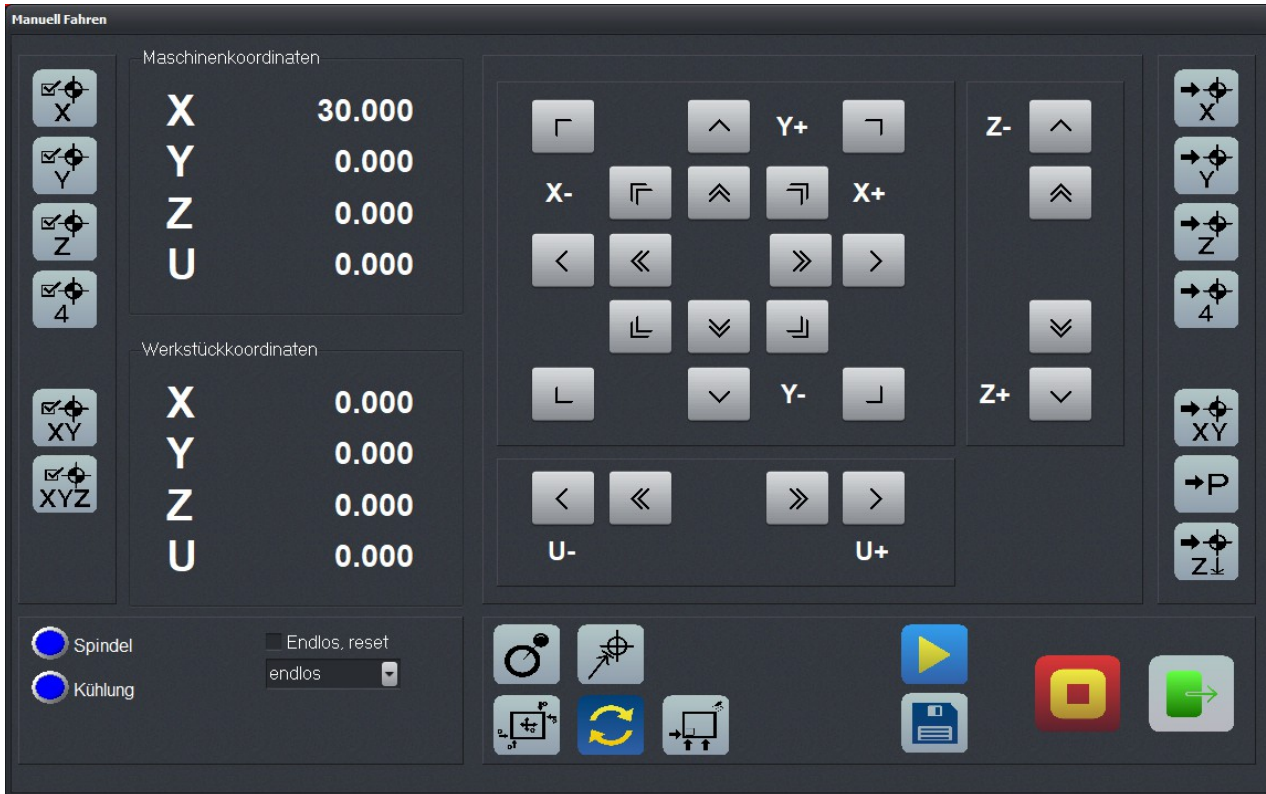 Manuell Fahren
Maschinenkoordinaten
X 30.000
Y 0.000
Z 0.000
U 0.000
Werkstückkoordinaten
X 0.000
Y 0.000
Z 0.000
U 0.000
X
Y
Z
4
XY
XYZ
Y+
X-
X+
Y-
Z-
Z+
U-
U+
X
Y
Z
4
XY
P
Z
Spindel
Kühlung
Endlos, reset
endlos